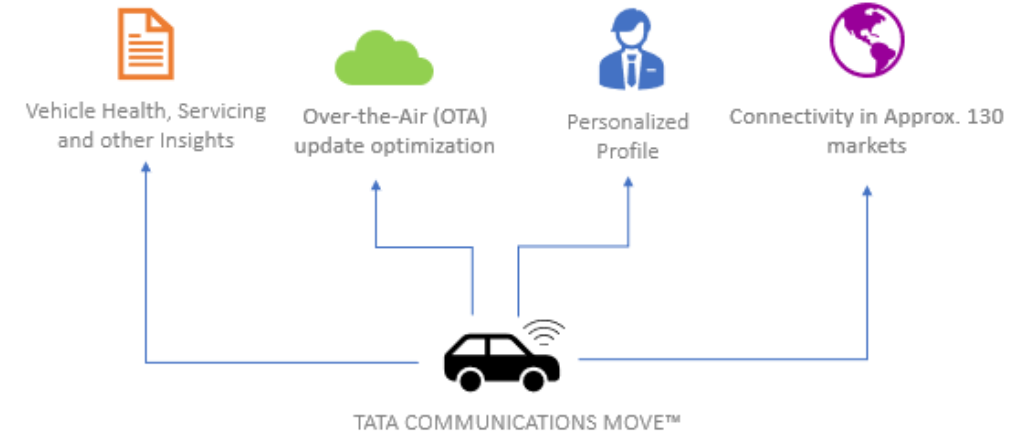 Vehicle Health, Servicing
and other Insights
Over-the-Air (OTA)
update optimization
Personalized
Profile
Connectivity in Approx. 130
markets
TATA COMMUNICATIONS MOVE™